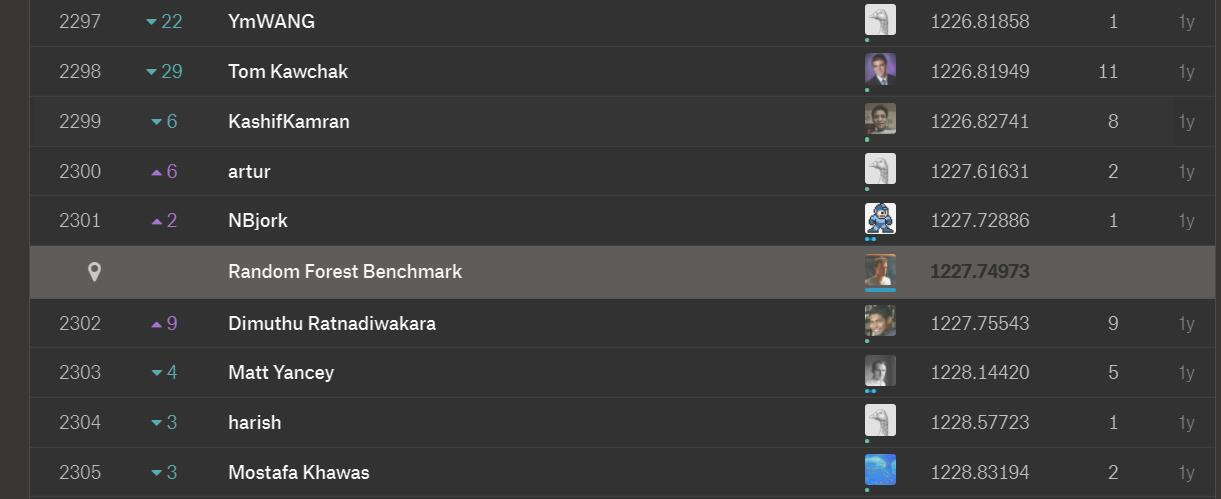 2297 22 YmWANG 1226.81858 1 1y
2298 29 Tom Kawchak 1226.81949 11 1y
2299 6 KashifKamran 1226.82741 8 1y
2300 6 artur 1227.61631 2 1y
2301 2 NBjork 1227.72886 1 1y
Random Forest Benchmark 1227.74973
2302 9 Dimuthu Ratnadiwakara 1227.75543 9 1y
2303 4 Matt Yancey 1228.14420 5 1y
2304 3 harish 1228.57723 1 1y
2305 3 Mostafa Khawas 1228.83194 2 1y